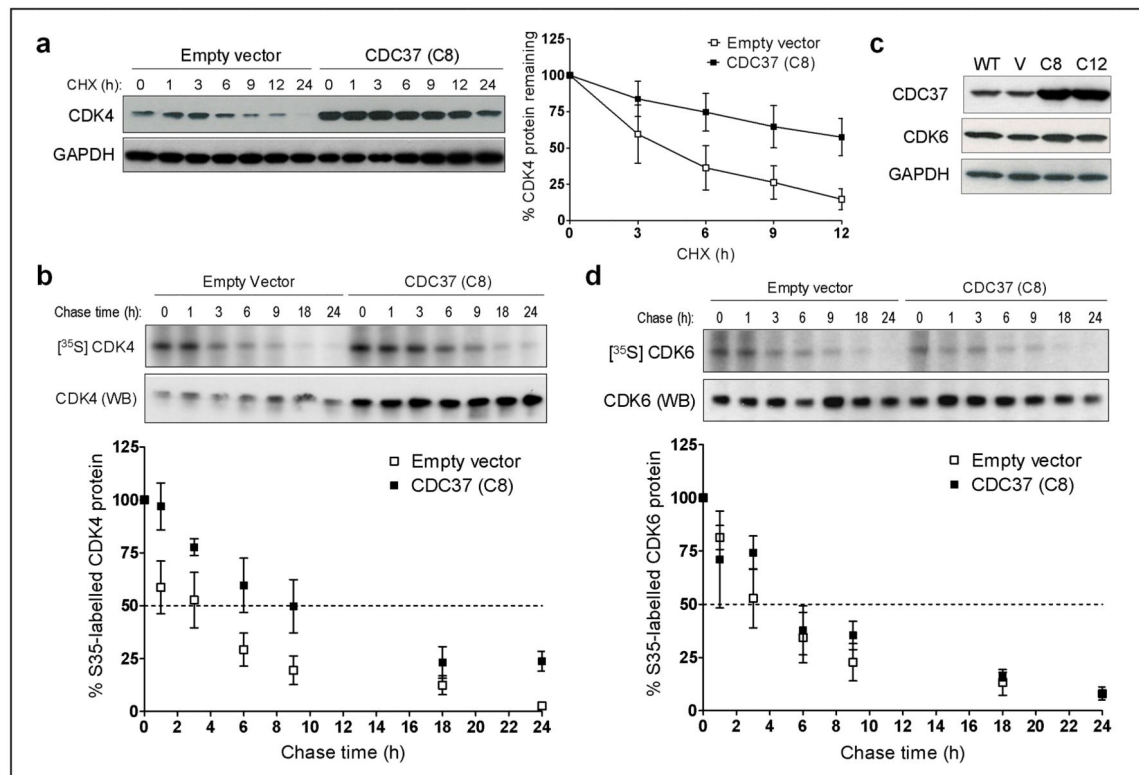 a
Empty vector CDC37 (C8)
CHX (h): 0 1 3 6 9 12 24 0 1 3 6 9 12 24
CDK4
GAPDH
% CDK4 protein remaining
125
100
75
50
25
0
0 3 6 9 12
CHX (h)
Empty vector
CDC37 (C8)
c
WT V C8 C12
CDC37
CDK6
GAPDH
b
Empty Vector CDC37 (C8)
Chase time (h): 0 1 3 6 9 18 24 0 1 3 6 9 18 24
[³⁵S] CDK4
CDK4 (WB)
% S35-labelled CDK4 protein
125
100
75
50
25
0
0 2 4 6 8 10 12 14 16 18 20 22 24
Chase time (h)
Empty vector
CDC37 (C8)
d
Empty vector CDC37 (C8)
Chase (h): 0 1 3 6 9 18 24 0 1 3 6 9 18 24
[³⁵S] CDK6
CDK6 (WB)
% S35-labelled CDK6 protein
125
100
75
50
25
0
0 2 4 6 8 10 12 14 16 18 20 22 24
Chase time (h)
Empty vector
CDC37 (C8)